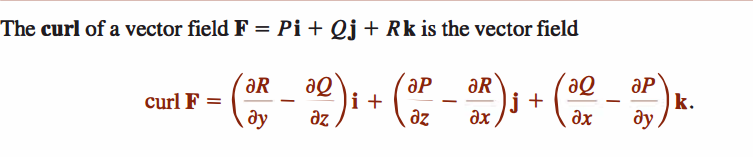 The curl of a vector field F = Pi + Qj + Rk is the vector field
curl F = (∂R/∂y − ∂Q/∂z) i + (∂P/∂z − ∂R/∂x) j + (∂Q/∂x − ∂P/∂y) k.